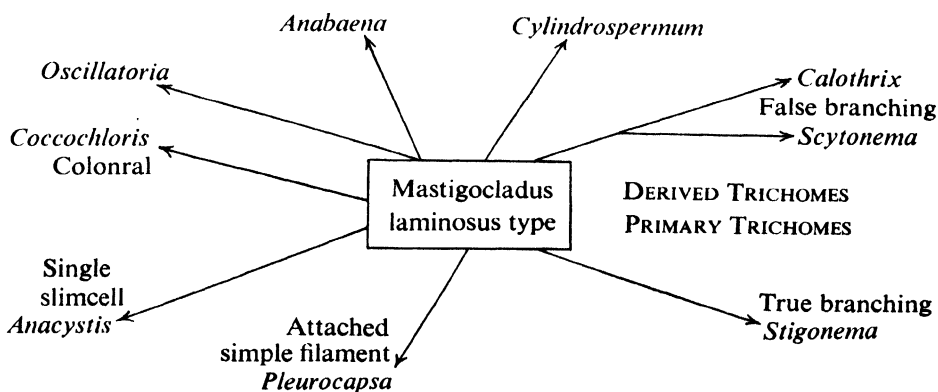 Anabaena
Cylindrospermum
Oscillatoria
Calothrix
False branching
Scytonema
Coccochloris
Colonral
Mastigocladus
laminosus type
DERIVED TRICHOMES
PRIMARY TRICHOMES
Single
slimcell
Anacystis
Attached
simple filament
Pleurocapsa
True branching
Stigonema